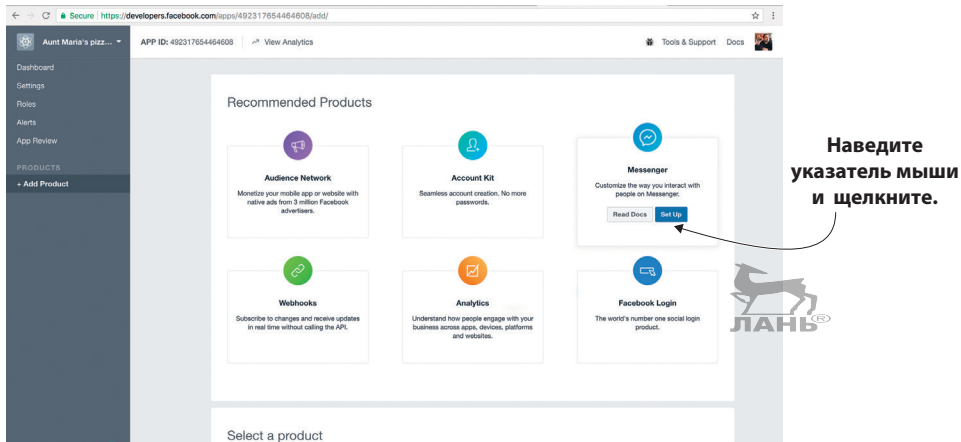 Secure https://developers.facebook.com/apps/492317654464608/add/
Aunt Maria's pizz...
APP ID: 492317654464608
View Analytics
Tools & Support
Docs
Dashboard
Settings
Roles
Alerts
App Review
PRODUCTS
+ Add Product
Recommended Products
Audience Network
Monetize your mobile app or website with
native ads from 3 million Facebook
advertisers.
Account Kit
Seamless account creation. No more
passwords.
Messenger
Customize the way you interact with
people on Messenger.
Read Docs
Set Up
Наведите
указатель мыши
и щелкните.
Webhooks
Subscribe to changes and receive updates
in real time without calling the API.
Analytics
Understand how people engage with your
business across apps, devices, platforms
and websites.
Facebook Login
The world's number one social login
product.
ЛАНЬ®
Select a product